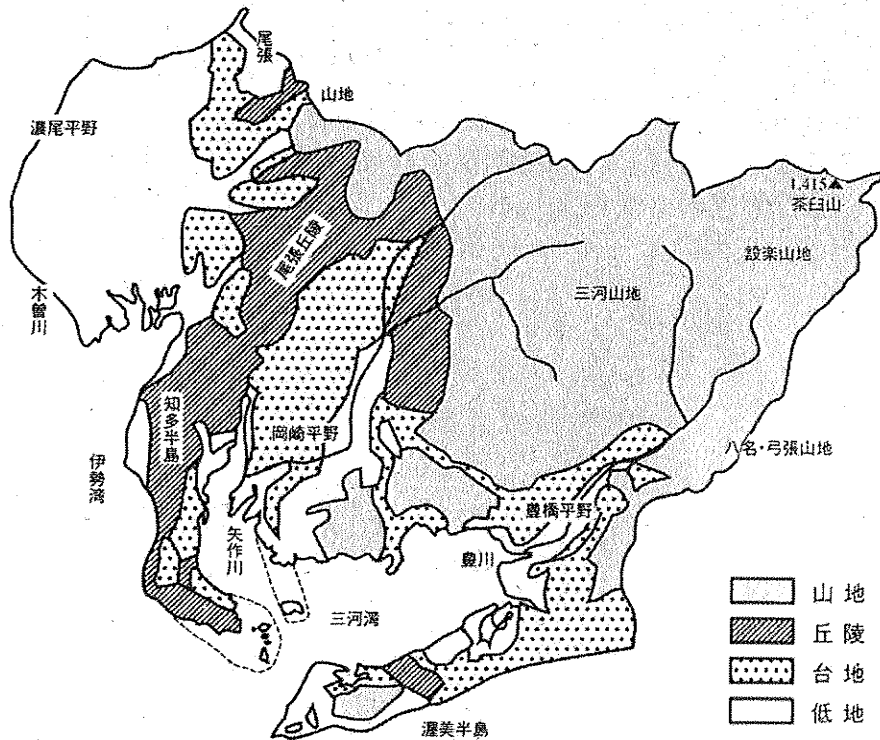 尾張
山地
濃尾平野
1,415▲
茶臼山
設楽山地
尾張丘陵
三河山地
木曽川
知多半島
岡崎平野
八名・弓張山地
伊勢湾
豊橋平野
矢作川
豊川
三河湾
渥美半島
山地
丘陵
台地
低地